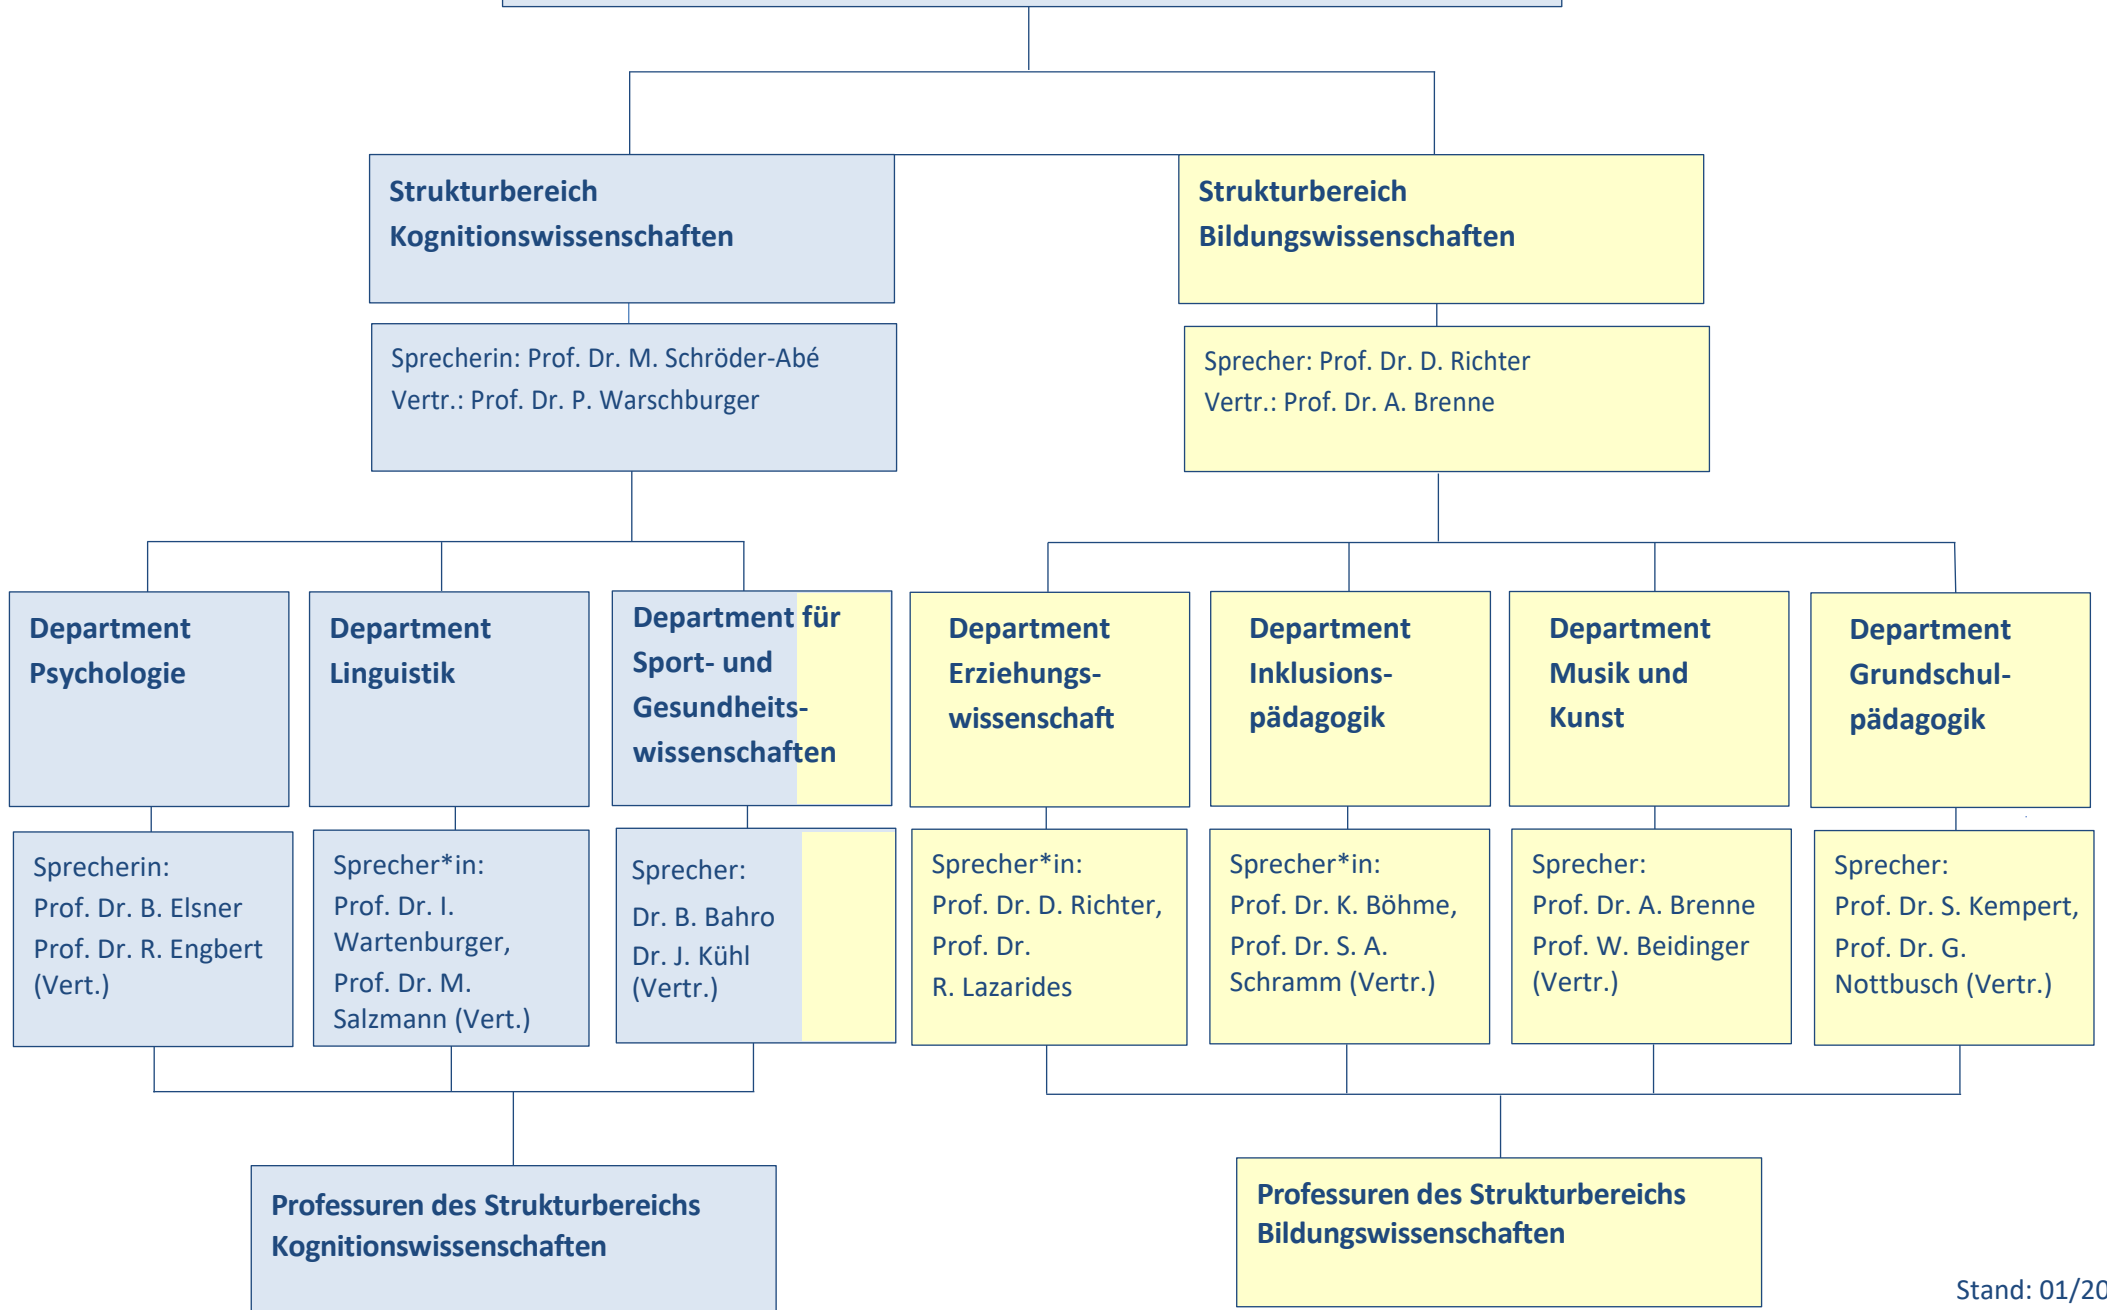 Strukturbereich
Kognitionswissenschaften
Strukturbereich
Bildungswissenschaften
Sprecherin: Prof. Dr. M. Schröder-Abé
Vertr.: Prof. Dr. P. Warschburger
Sprecher: Prof. Dr. D. Richter
Vertr.: Prof. Dr. A. Brenne
Department
Psychologie
Department
Linguistik
Department für
Sport- und
Gesundheits-
wissenschaften
Department
Erziehungs-
wissenschaft
Department
Inklusions-
pädagogik
Department
Musik und
Kunst
Department
Grundschul-
pädagogik
Sprecherin:
Prof. Dr. B. Elsner
Prof. Dr. R. Engbert
(Vert.)
Sprecher*in:
Prof. Dr. I.
Wartenburger,
Prof. Dr. M.
Salzmann (Vert.)
Sprecher:
Dr. B. Bahro
Dr. J. Kühl
(Vertr.)
Sprecher*in:
Prof. Dr. D. Richter,
Prof. Dr.
R. Lazarides
Sprecher*in:
Prof. Dr. K. Böhme,
Prof. Dr. S. A.
Schramm (Vertr.)
Sprecher:
Prof. Dr. A. Brenne
Prof. W. Beidinger
(Vertr.)
Sprecher:
Prof. Dr. S. Kempert,
Prof. Dr. G.
Nottbusch (Vertr.)
Professuren des Strukturbereichs
Kognitionswissenschaften
Professuren des Strukturbereichs
Bildungswissenschaften
Stand: 01/20